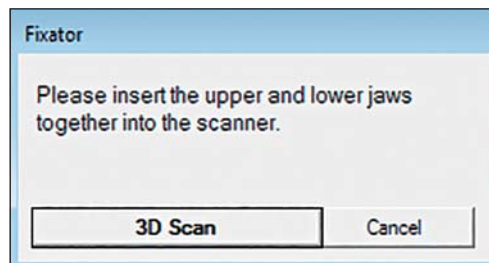 Fixator
Please insert the upper and lower jaws
together into the scanner.
3D Scan
Cancel